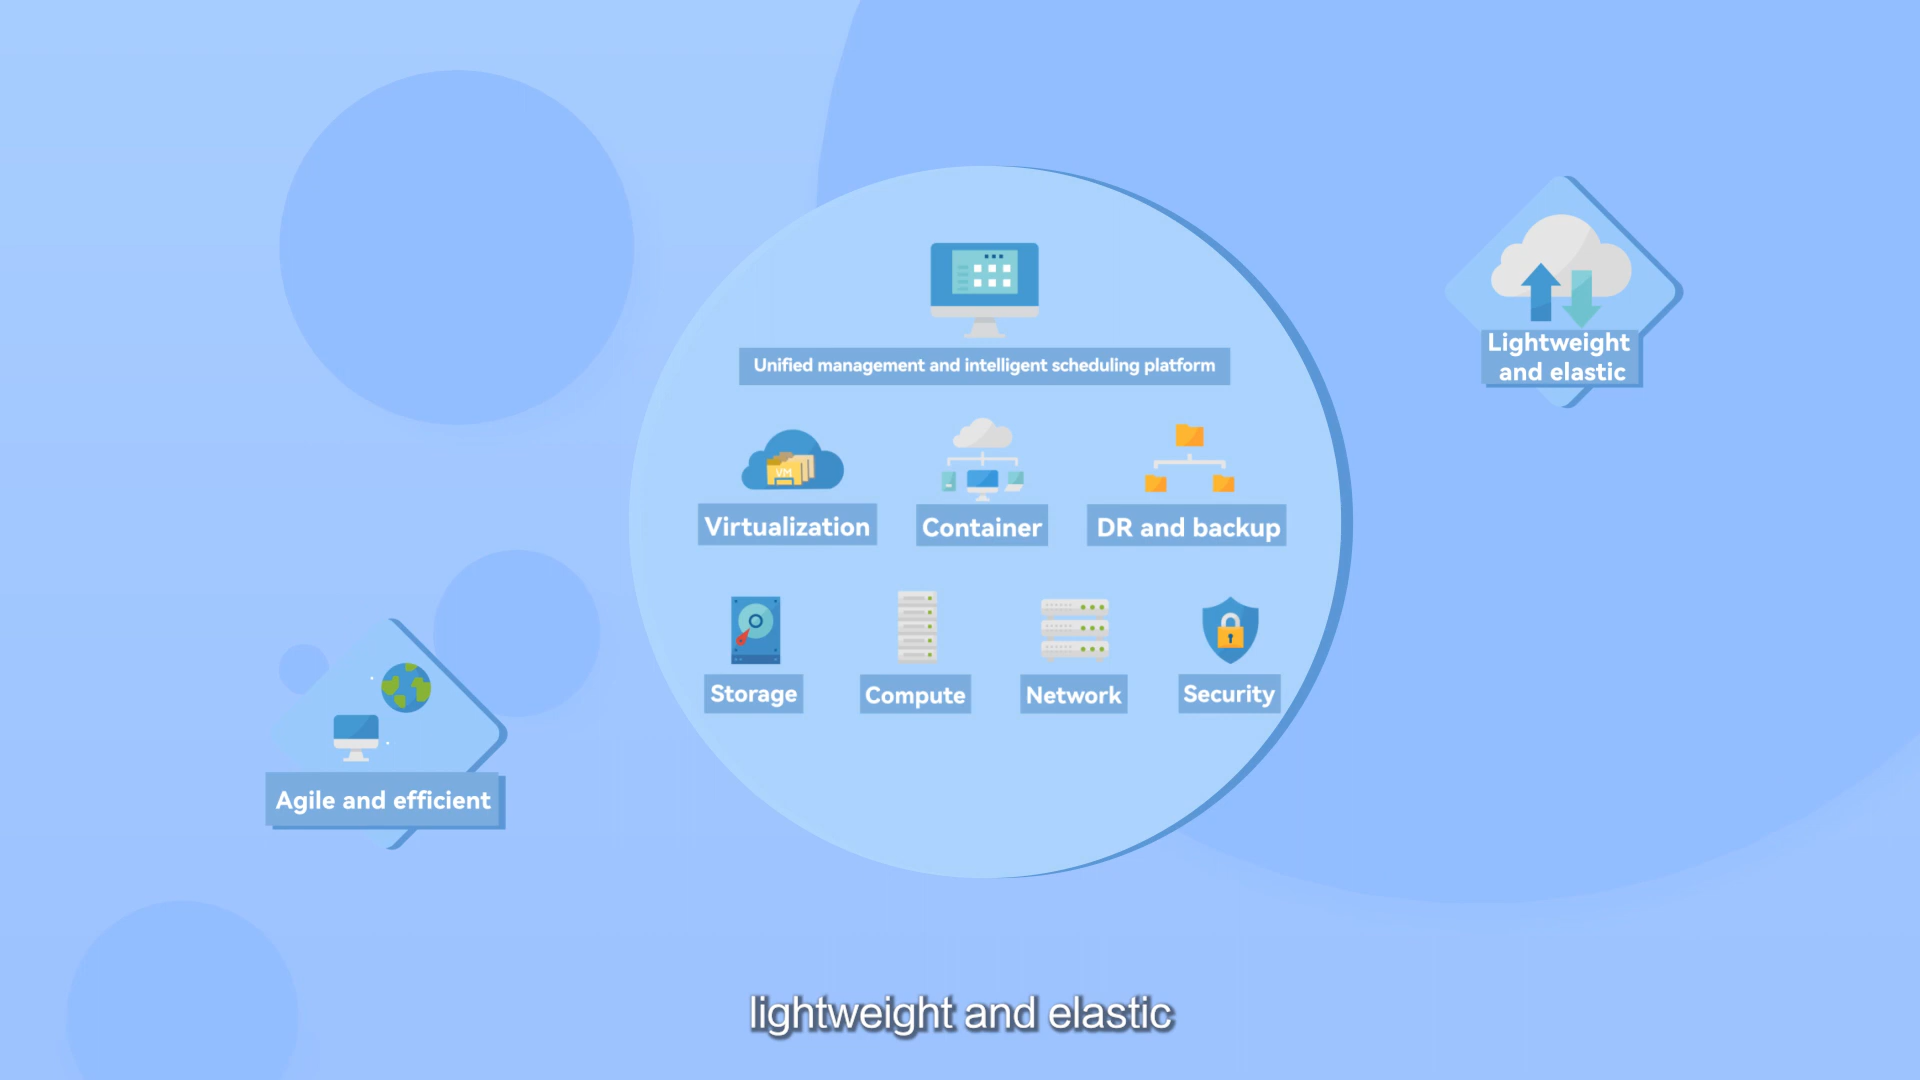 Unified management and intelligent scheduling platform
Lightweight
and elastic
VM
Virtualization
Container
DR and backup
Storage
Compute
Network
Security
Agile and efficient
lightweight and elastic